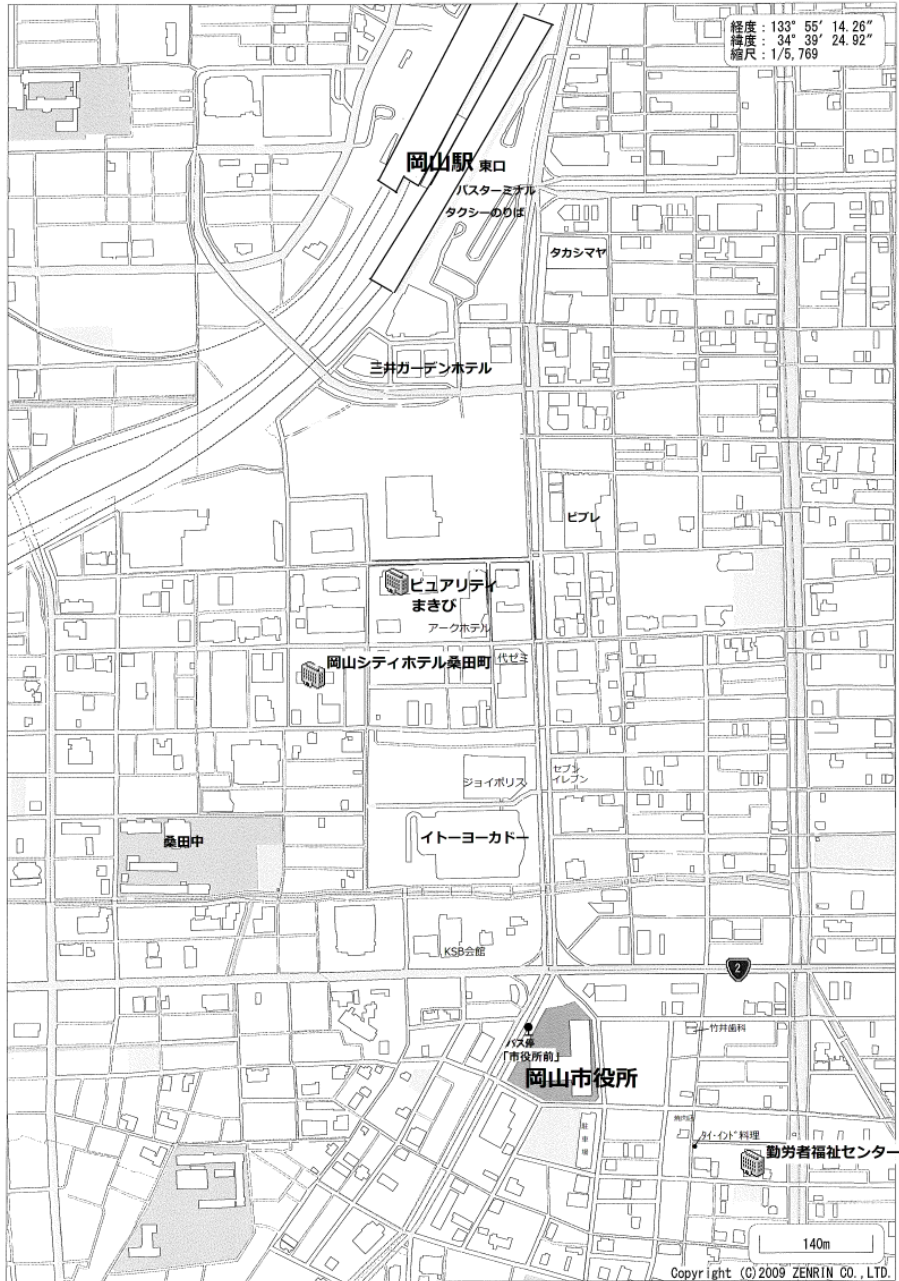 経度：133° 55′ 14.26″
緯度： 34° 39′ 24.92″
縮尺：1/5,769
岡山駅 東口
バスターミナル
タクシーのりば
タカシマヤ
三井ガーデンホテル
ビブレ
ピュアリティ
まきび
アークホテル
岡山シティホテル桑田町
代ゼミ
ジョイポリス
セブン
イレブン
桑田中
イトーヨーカドー
KSB会館
2
竹井歯科
バス停
「市役所前」
岡山市役所
駐車場
タイ・インド料理
勤労者福祉センター
140m
Copyright (C)2009 ZENRIN CO.,LTD.